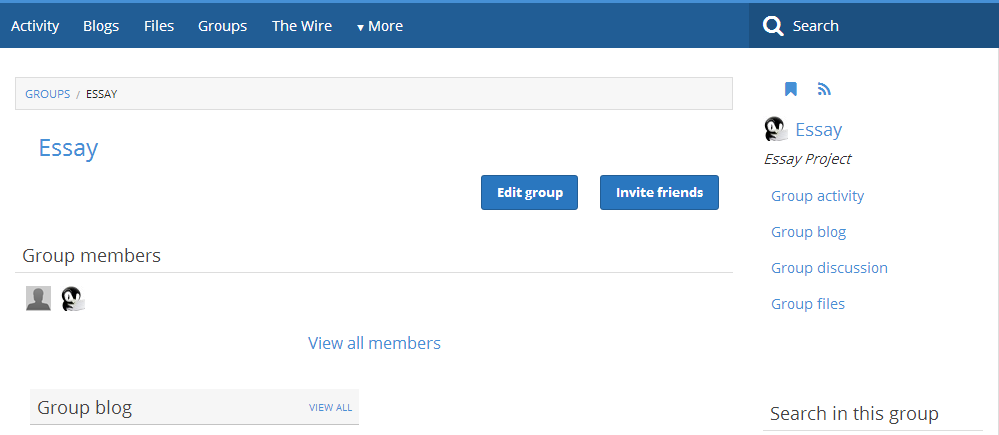 Activity Blogs Files Groups The Wire ▾ More Search
GROUPS / ESSAY
Essay
Edit group Invite friends
Group members
View all members
Group blog VIEW ALL
Essay
Essay Project
Group activity
Group blog
Group discussion
Group files
Search in this group